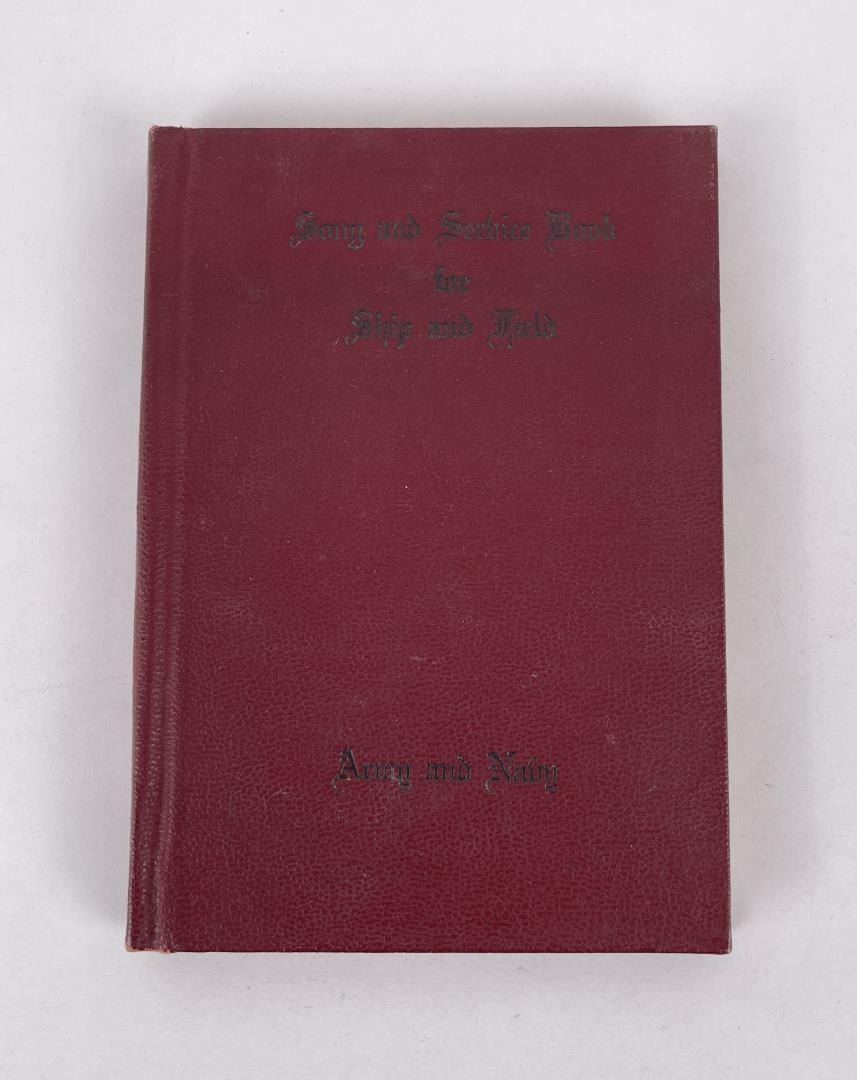 Song and Service Book
for
Ship and Field
Army and Navy